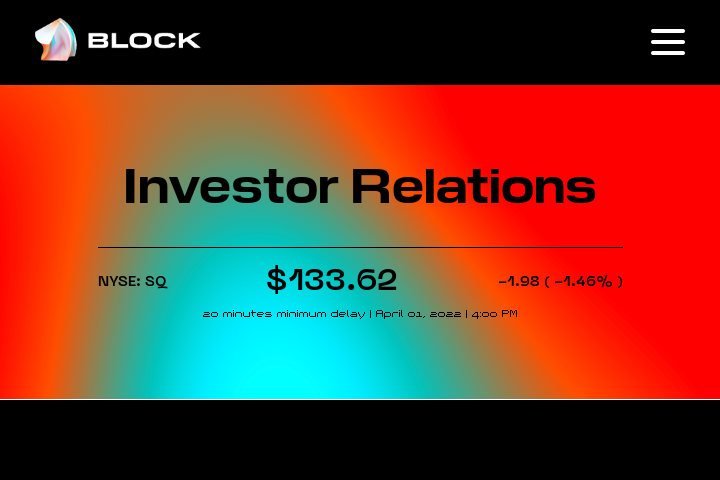 BLOCK
Investor Relations
NYSE: SQ
$133.62
-1.98 ( -1.46% )
20 minutes minimum delay | April 01, 2022 | 4:00 PM